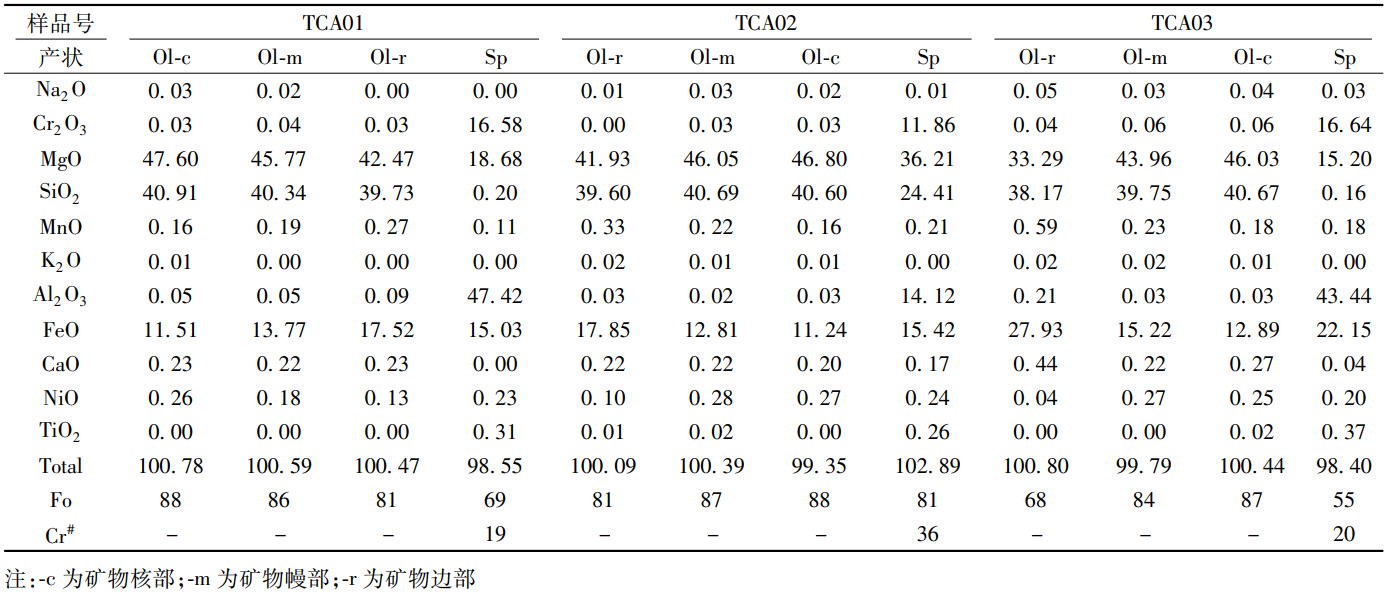 样品号 TCA01 TCA02 TCA03
产状 Ol-c Ol-m Ol-r Sp Ol-r Ol-m Ol-c Sp Ol-r Ol-m Ol-c Sp
Na₂O 0.03 0.02 0.00 0.00 0.01 0.03 0.02 0.01 0.05 0.03 0.04 0.03
Cr₂O₃ 0.03 0.04 0.03 16.58 0.00 0.03 0.03 11.86 0.04 0.06 0.06 16.64
MgO 47.60 45.77 42.47 18.68 41.93 46.05 46.80 36.21 33.29 43.96 46.03 15.20
SiO₂ 40.91 40.34 39.73 0.20 39.60 40.69 40.60 24.41 38.17 39.75 40.67 0.16
MnO 0.16 0.19 0.27 0.11 0.33 0.22 0.16 0.21 0.59 0.23 0.18 0.18
K₂O 0.01 0.00 0.00 0.00 0.02 0.01 0.01 0.00 0.02 0.02 0.01 0.00
Al₂O₃ 0.05 0.05 0.09 47.42 0.03 0.02 0.03 14.12 0.21 0.03 0.03 43.44
FeO 11.51 13.77 17.52 15.03 17.85 12.81 11.24 15.42 27.93 15.22 12.89 22.15
CaO 0.23 0.22 0.23 0.00 0.22 0.22 0.20 0.17 0.44 0.22 0.27 0.04
NiO 0.26 0.18 0.13 0.23 0.10 0.28 0.27 0.24 0.04 0.27 0.25 0.20
TiO₂ 0.00 0.00 0.00 0.31 0.01 0.02 0.00 0.26 0.00 0.00 0.02 0.37
Total 100.78 100.59 100.47 98.55 100.09 100.39 99.35 102.89 100.80 99.79 100.44 98.40
Fo 88 86 81 69 81 87 88 81 68 84 87 55
Cr# – – – 19 – – – 36 – – – 20
注:-c为矿物核部;-m为矿物幔部;-r为矿物边部